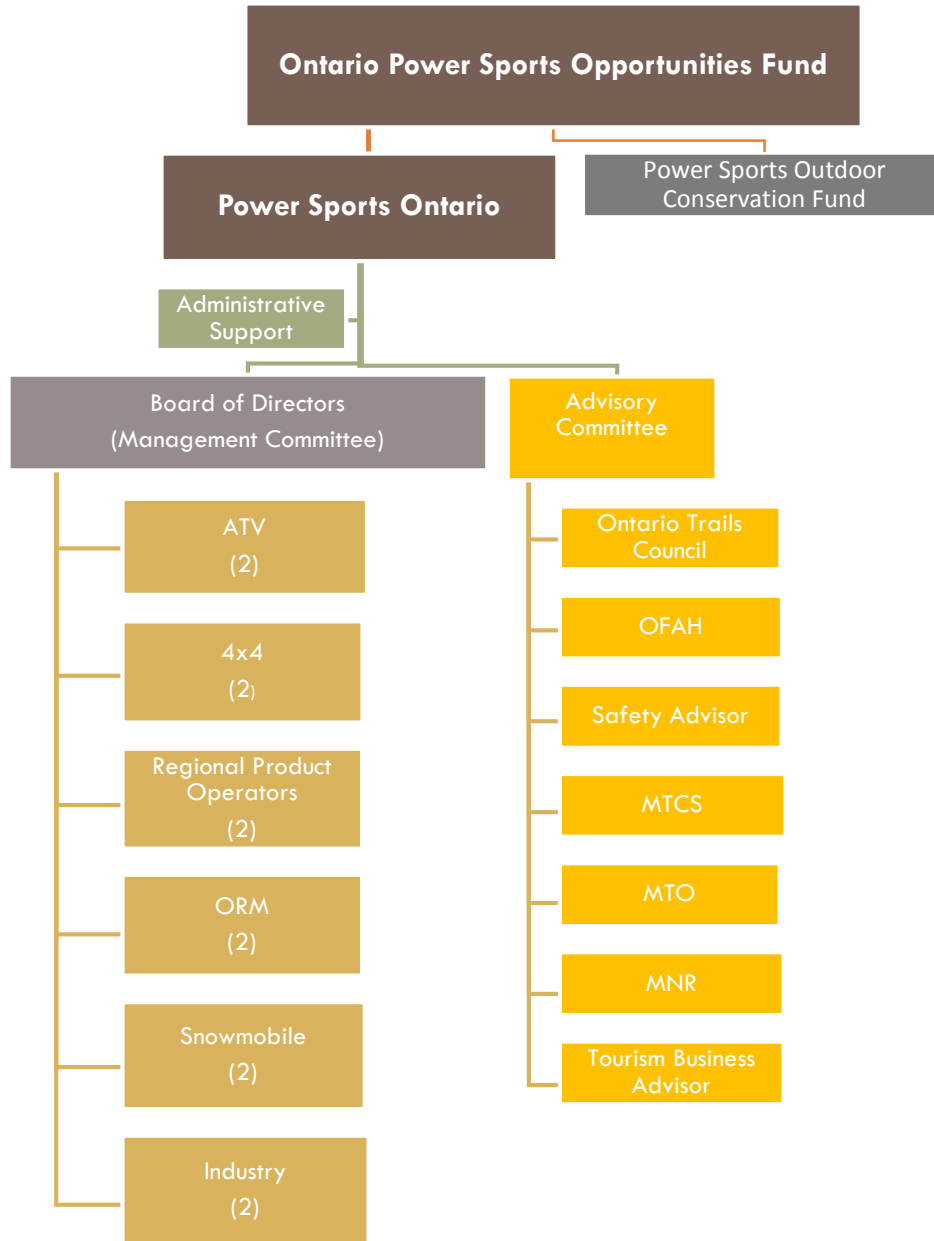 Ontario Power Sports Opportunities Fund
Power Sports Outdoor
Conservation Fund
Power Sports Ontario
Administrative
Support
Board of Directors
(Management Committee)
Advisory
Committee
ATV
(2)
4x4
(2)
Regional Product
Operators
(2)
ORM
(2)
Snowmobile
(2)
Industry
(2)
Ontario Trails
Council
OFAH
Safety Advisor
MTCS
MTO
MNR
Tourism Business
Advisor